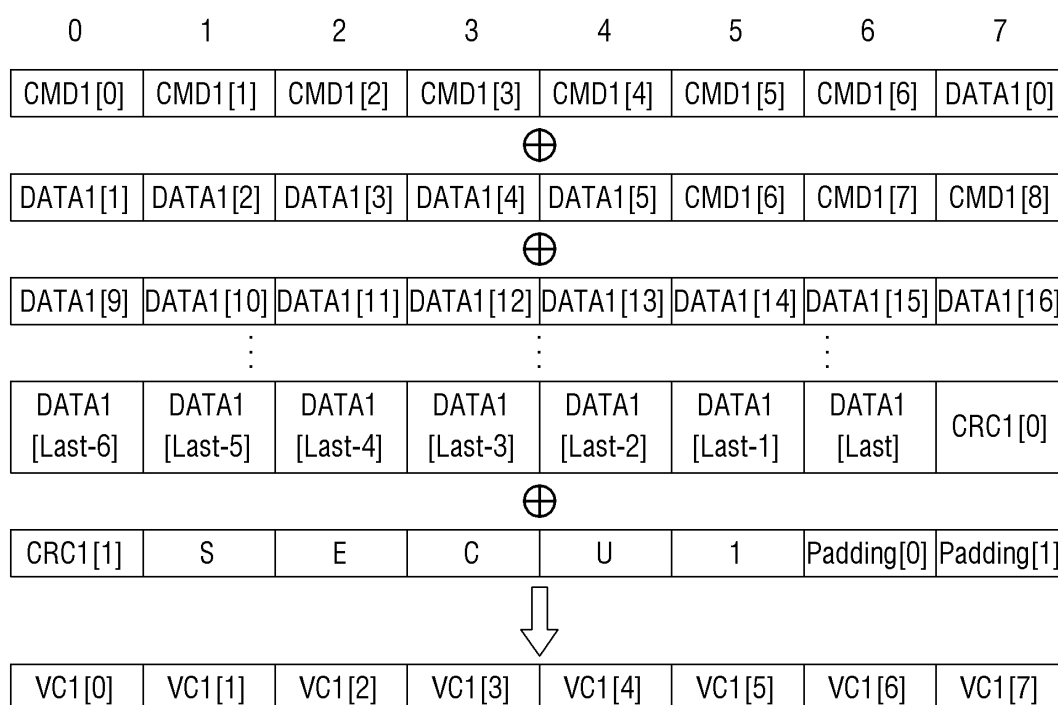 0 1 2 3 4 5 6 7
CMD1[0] CMD1[1] CMD1[2] CMD1[3] CMD1[4] CMD1[5] CMD1[6] DATA1[0]
⊕
DATA1[1] DATA1[2] DATA1[3] DATA1[4] DATA1[5] CMD1[6] CMD1[7] CMD1[8]
⊕
DATA1[9] DATA1[10] DATA1[11] DATA1[12] DATA1[13] DATA1[14] DATA1[15] DATA1[16]
⋮ ⋮ ⋮
DATA1 DATA1 DATA1 DATA1 DATA1 DATA1 DATA1
[Last-6] [Last-5] [Last-4] [Last-3] [Last-2] [Last-1] [Last] CRC1[0]
⊕
CRC1[1] S E C U 1 Padding[0] Padding[1]
VC1[0] VC1[1] VC1[2] VC1[3] VC1[4] VC1[5] VC1[6] VC1[7]